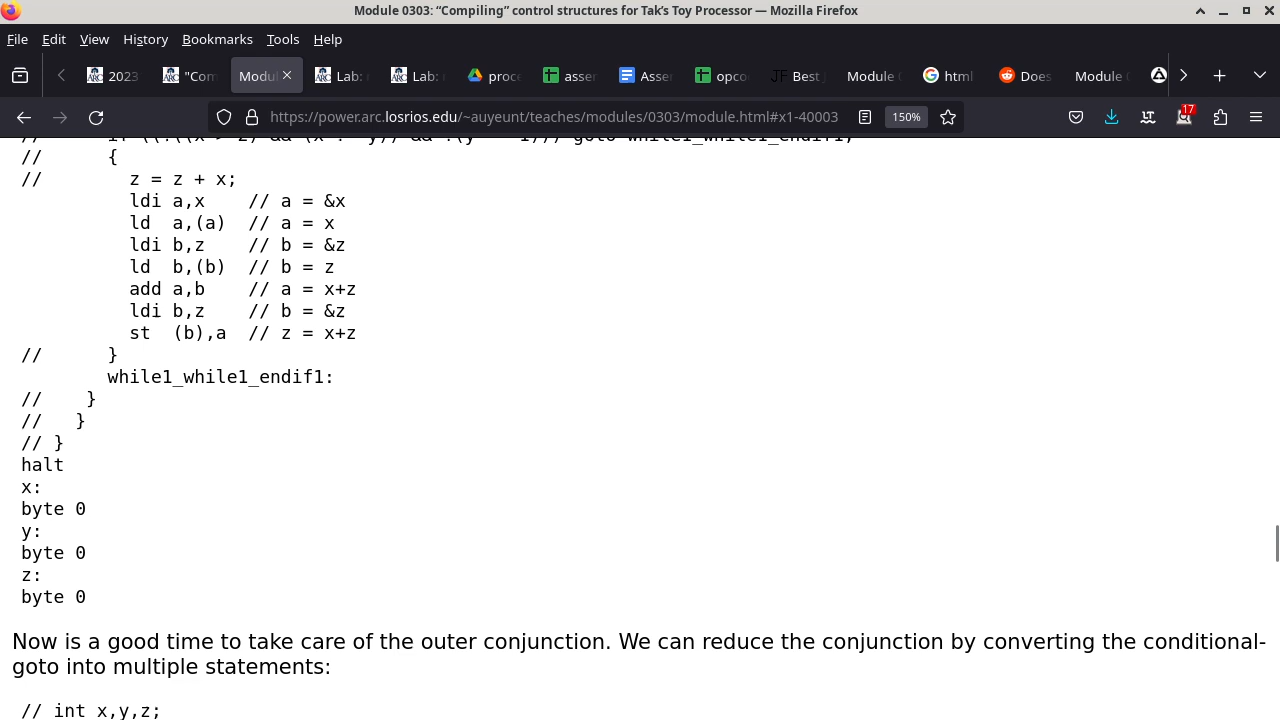 Module 0303: “Compiling” control structures for Tak’s Toy Processor — Mozilla Firefox
File Edit View History Bookmarks Tools Help
2023 "Com Modul Lab: Lab: proce asser Asser opco Best Module html Does Module
https://power.arc.losrios.edu/~auyeunt/teaches/modules/0303/module.html#x1-40003 150% 17
//      {
//        z = z + x;
          ldi a,x    // a = &x
          ld  a,(a)  // a = x
          ldi b,z    // b = &z
          ld  b,(b)  // b = z
          add a,b    // a = x+z
          ldi b,z    // b = &z
          st  (b),a  // z = x+z
//      }
        while1_while1_endif1:
//    }
//   }
// }
halt
x:
byte 0
y:
byte 0
z:
byte 0
Now is a good time to take care of the outer conjunction. We can reduce the conjunction by converting the conditional-
goto into multiple statements:
// int x,y,z;